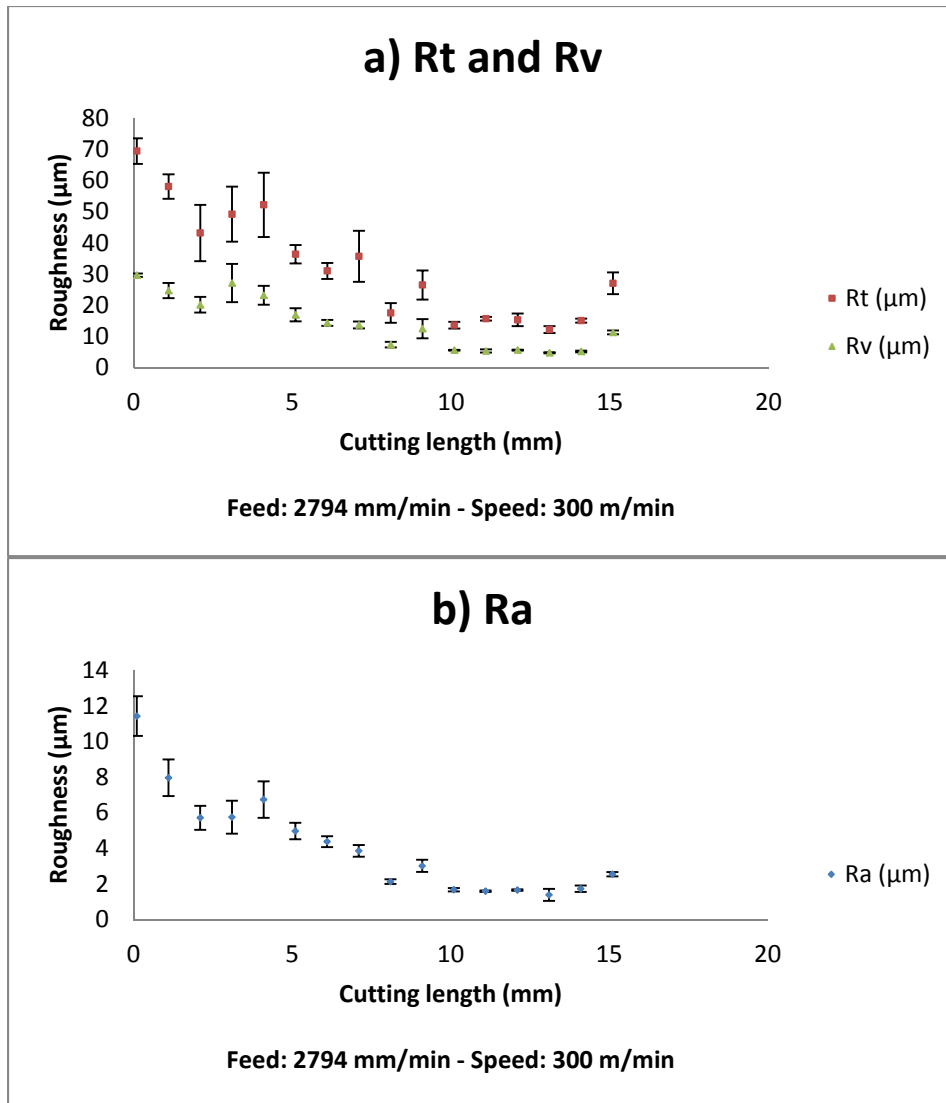 a) Rt and Rv
Roughness (µm)
80
70
60
50
40
30
20
10
0
0 5 10 15 20
Cutting length (mm)
Rt (µm)
Rv (µm)
Feed: 2794 mm/min - Speed: 300 m/min
b) Ra
Roughness (µm)
14
12
10
8
6
4
2
0
0 5 10 15 20
Cutting length (mm)
Ra (µm)
Feed: 2794 mm/min - Speed: 300 m/min